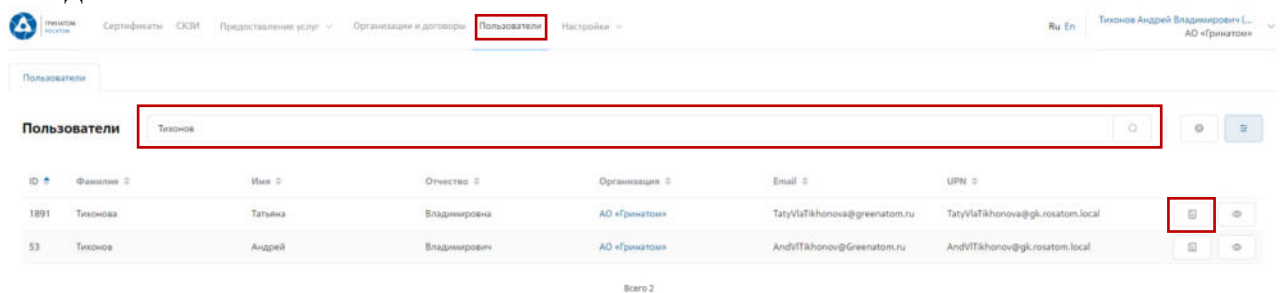 ГРИНАТОМ
РОСАТОМ
Сертификаты СКЗИ Предоставление услуг Организации и договоры Пользователи Настройки
Ru En
Тихонов Андрей Владимирович (...
АО «Гринатом»
Пользователи
Пользователи Тихонов
ID Фамилия Имя Отчество Организация Email UPN
1891 Тихонова Татьяна Владимировна АО «Гринатом» TatyVlaTikhonova@greenatom.ru TatyVlaTikhonova@gk.rosatom.local
53 Тихонов Андрей Владимирович АО «Гринатом» AndVlTikhonov@Greenatom.ru AndVlTikhonov@gk.rosatom.local
Всего 2